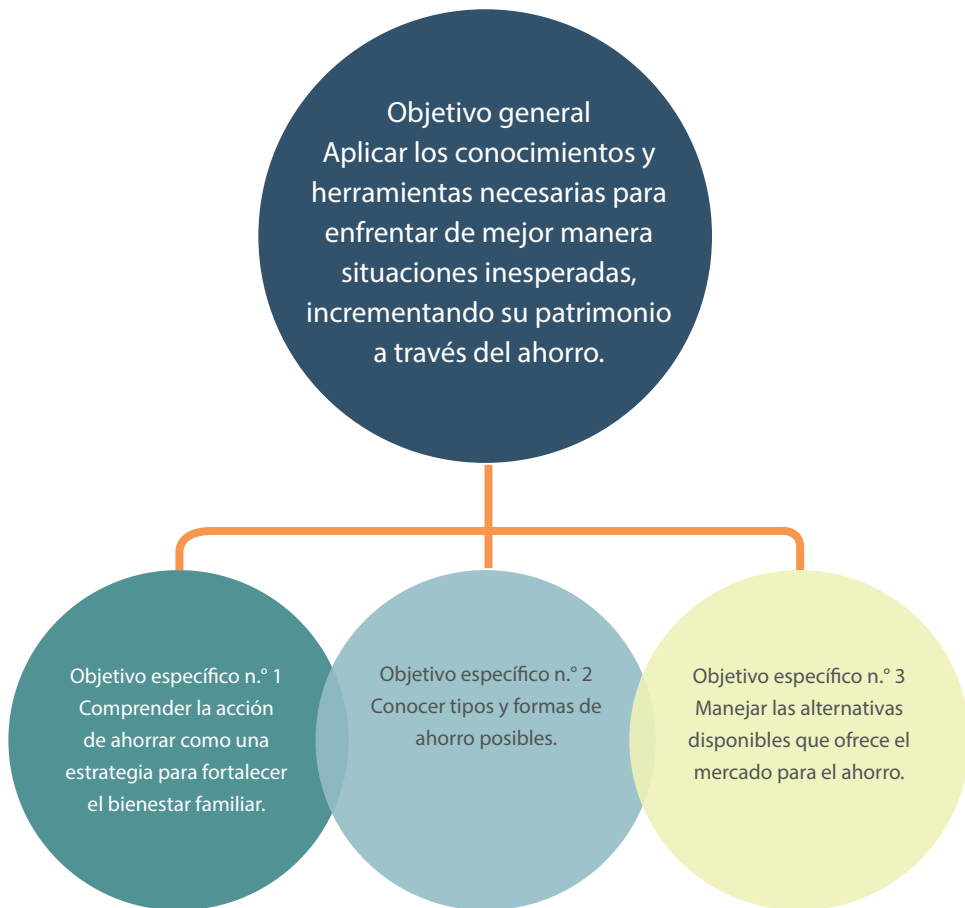 Objetivo general
Aplicar los conocimientos y
herramientas necesarias para
enfrentar de mejor manera
situaciones inesperadas,
incrementando su patrimonio
a través del ahorro.
Objetivo específico n.° 1
Comprender la acción
de ahorrar como una
estrategia para fortalecer
el bienestar familiar.
Objetivo específico n.° 2
Conocer tipos y formas de
ahorro posibles.
Objetivo específico n.° 3
Manejar las alternativas
disponibles que ofrece el
mercado para el ahorro.